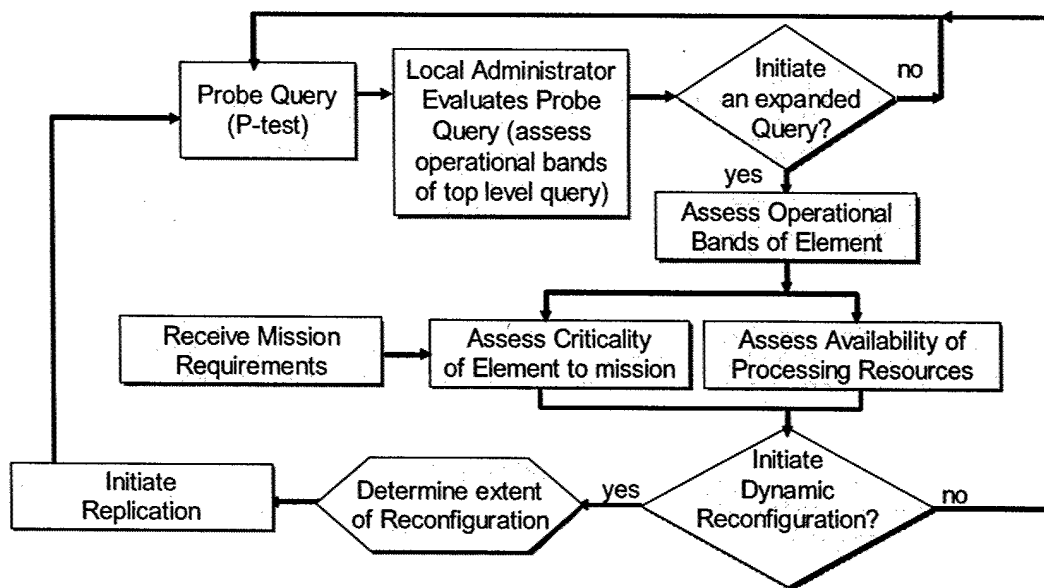 Probe Query
(P-test)
Local Administrator
Evaluates Probe
Query (assess
operational bands
of top level query)
Initiate
an expanded
Query?
no
yes
Assess Operational
Bands of Element
Receive Mission
Requirements
Assess Criticality
of Element to mission
Assess Availability of
Processing Resources
Initiate
Dynamic
Reconfiguration?
no
yes
Determine extent
of Reconfiguration
Initiate
Replication